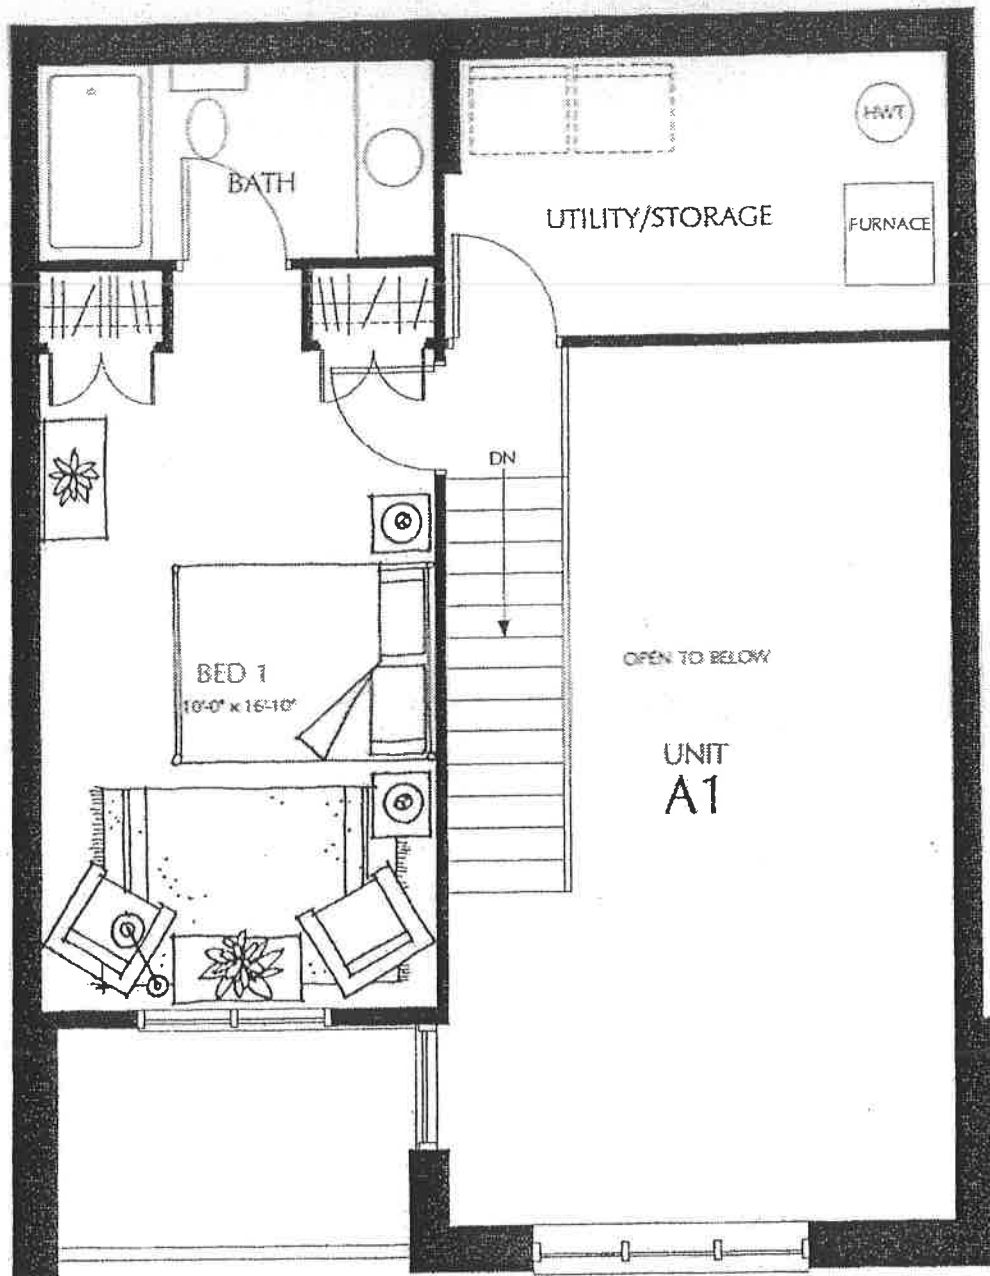 HWT
BATH
UTILITY/STORAGE
FURNACE
DN
BED 1
10'-0" x 16'-10"
OPEN TO BELOW
UNIT
A1